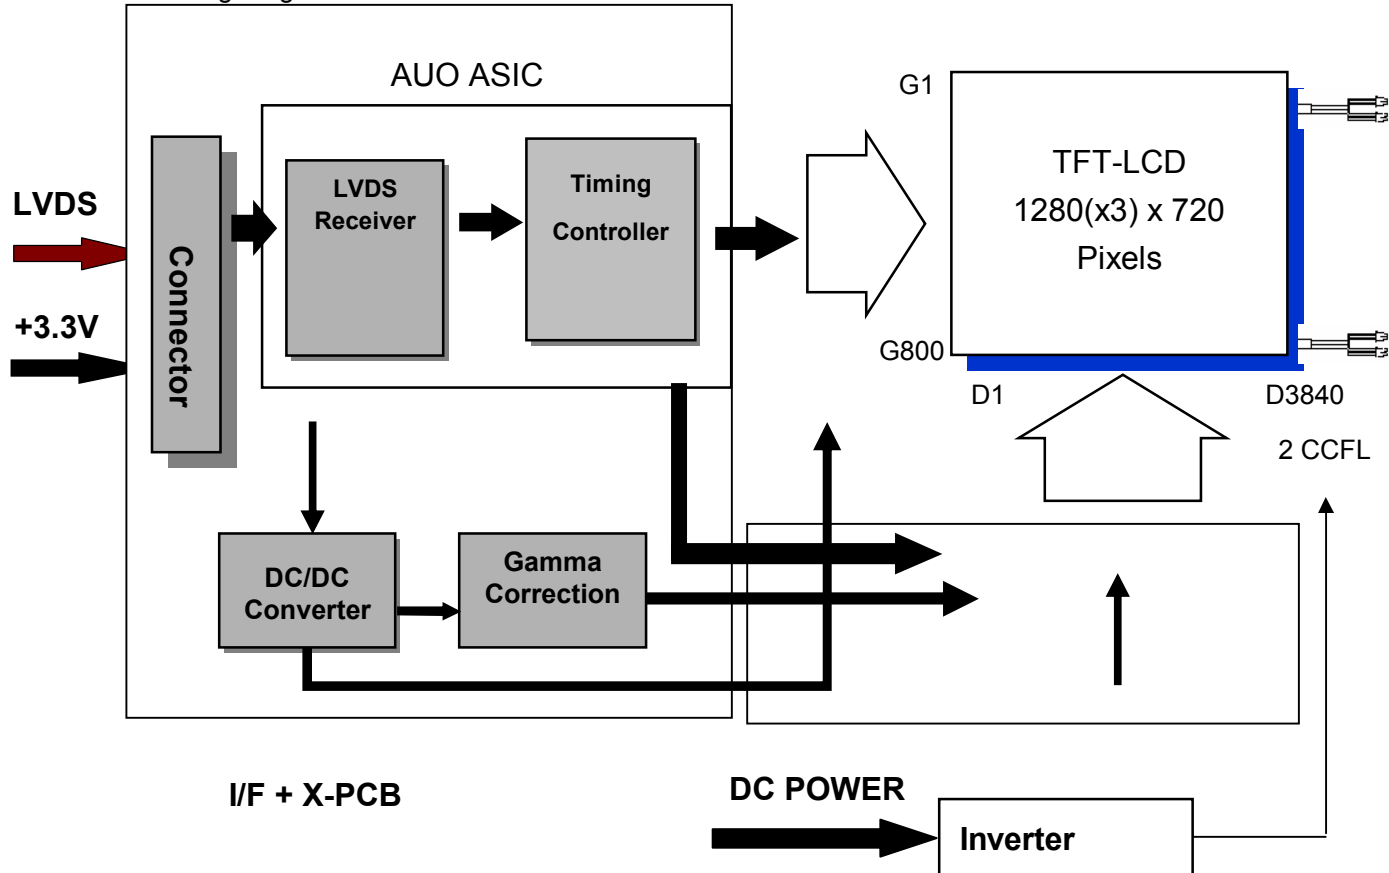 AUO ASIC
G1
LVDS
Receiver
Timing
Controller
TFT-LCD
1280(x3) x 720
Pixels
LVDS
Connector
+3.3V
G800
D1
D3840
2 CCFL
DC/DC
Converter
Gamma
Correction
I/F + X-PCB
DC POWER
Inverter